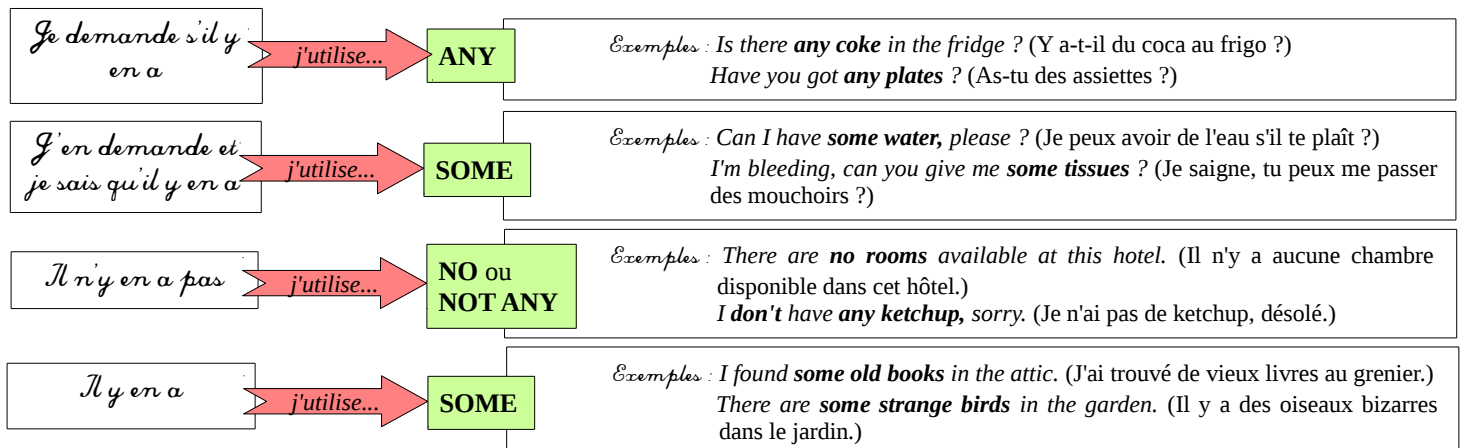 Je demande s'il y
en a
j'utilise...
ANY
Exemples : Is there any coke in the fridge ? (Y a-t-il du coca au frigo ?)
Have you got any plates ? (As-tu des assiettes ?)
J'en demande et
je sais qu'il y en a
j'utilise...
SOME
Exemples : Can I have some water, please ? (Je peux avoir de l'eau s'il te plaît ?)
I'm bleeding, can you give me some tissues ? (Je saigne, tu peux me passer
des mouchoirs ?)
Il n'y en a pas
j'utilise...
NO ou
NOT ANY
Exemples : There are no rooms available at this hotel. (Il n'y a aucune chambre
disponible dans cet hôtel.)
I don't have any ketchup, sorry. (Je n'ai pas de ketchup, désolé.)
Il y en a
j'utilise...
SOME
Exemples : I found some old books in the attic. (J'ai trouvé de vieux livres au grenier.)
There are some strange birds in the garden. (Il y a des oiseaux bizarres
dans le jardin.)